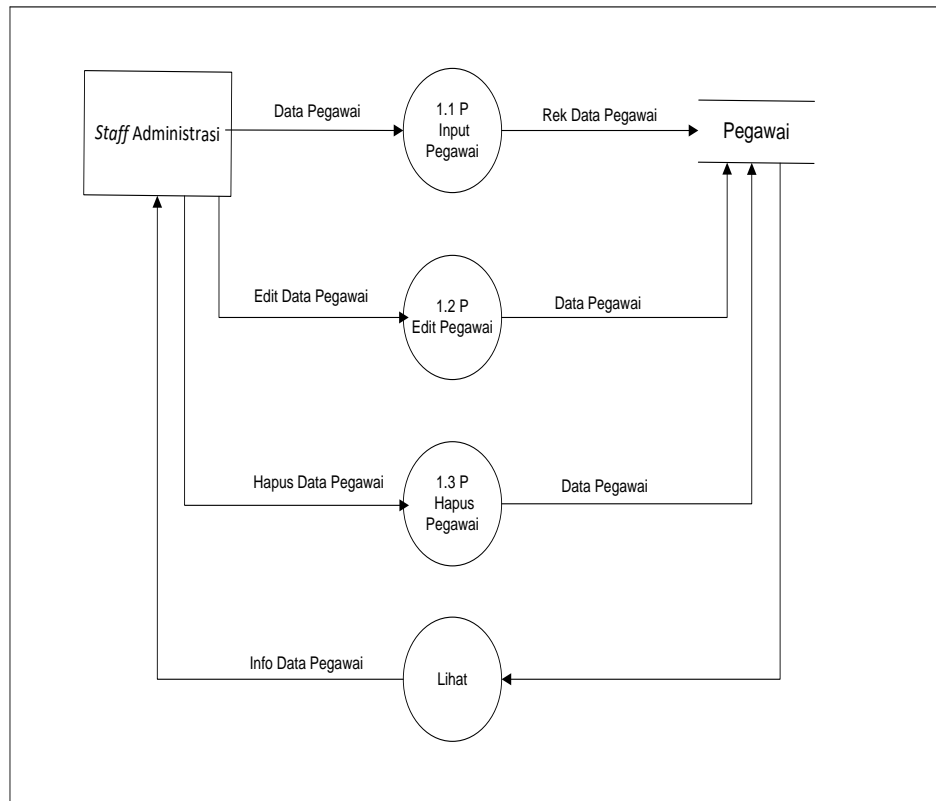 Staff Administrasi
Data Pegawai
1.1 P
Input
Pegawai
Rek Data Pegawai
Pegawai
Edit Data Pegawai
1.2 P
Edit Pegawai
Data Pegawai
Hapus Data Pegawai
1.3 P
Hapus
Pegawai
Data Pegawai
Info Data Pegawai
Lihat